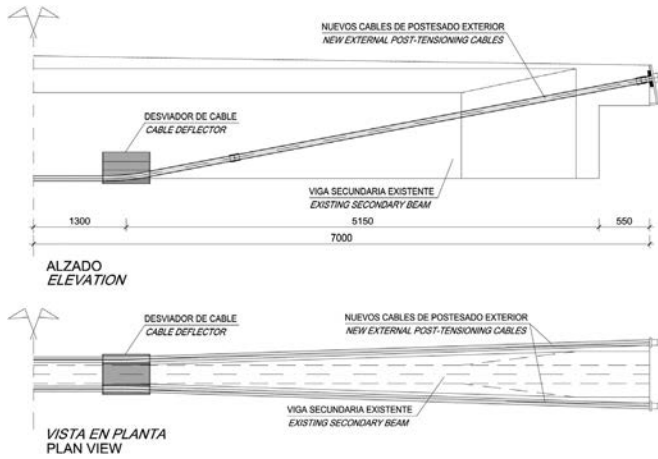 NUEVOS CABLES DE POSTESADO EXTERIOR
NEW EXTERNAL POST-TENSIONING CABLES
DESVIADOR DE CABLE
CABLE DEFLECTOR
VIGA SECUNDARIA EXISTENTE
EXISTING SECONDARY BEAM
1300
5150
550
7000
ALZADO
ELEVATION
DESVIADOR DE CABLE
CABLE DEFLECTOR
NUEVOS CABLES DE POSTESADO EXTERIOR
NEW EXTERNAL POST-TENSIONING CABLES
VIGA SECUNDARIA EXISTENTE
EXISTING SECONDARY BEAM
VISTA EN PLANTA
PLAN VIEW